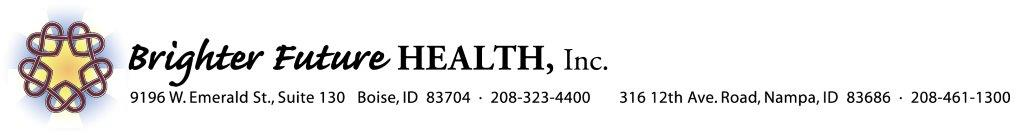 Brighter Future HEALTH, Inc.
9196 W. Emerald St., Suite 130 Boise, ID 83704 · 208-323-4400 316 12th Ave. Road, Nampa, ID 83686 · 208-461-1300